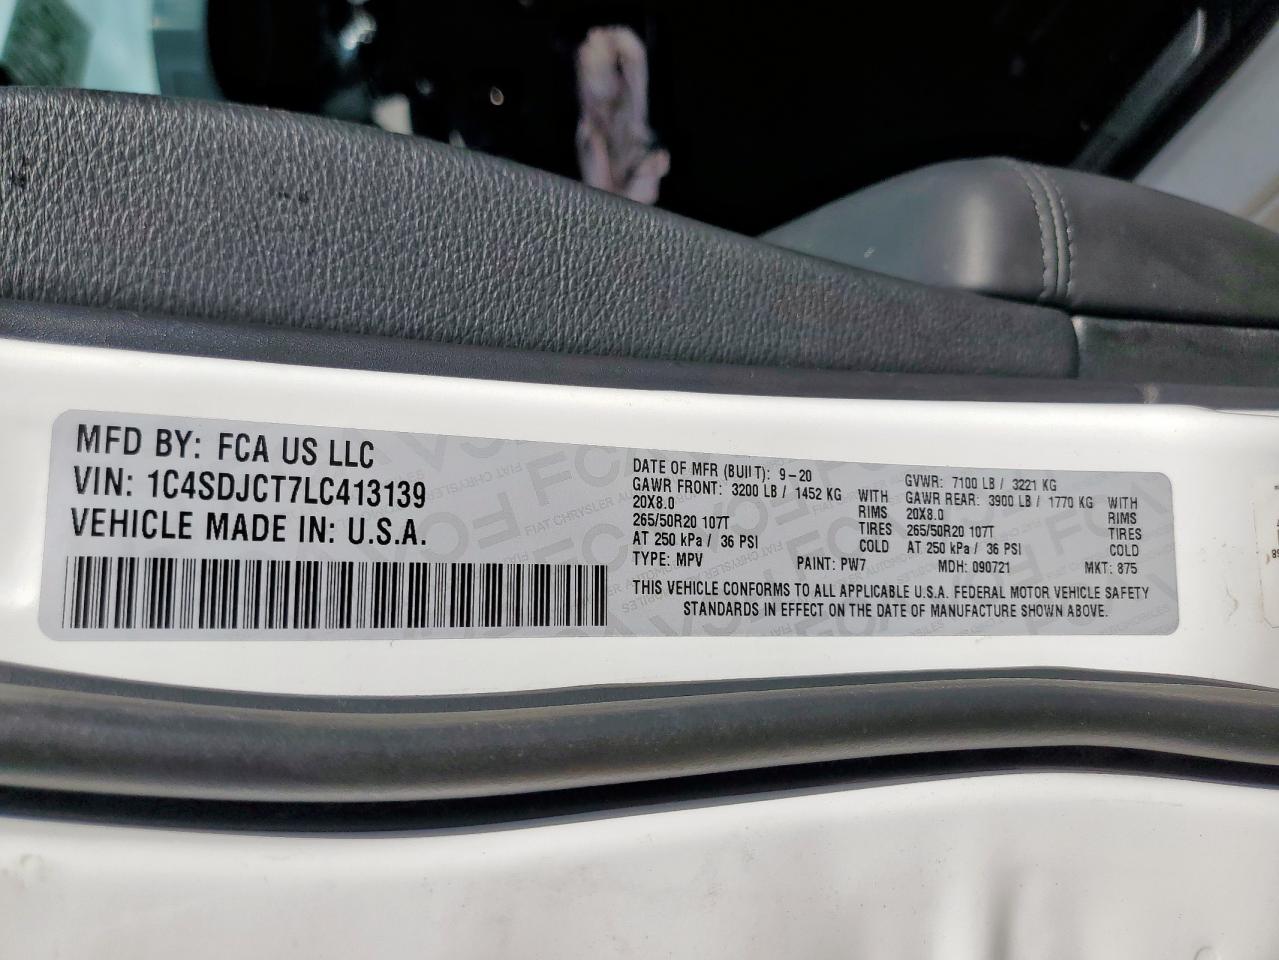 MFD BY: FCA US LLC
VIN: 1C4SDJCT7LC413139
VEHICLE MADE IN: U.S.A.
DATE OF MFR (BUIIT): 9-20
GVWR: 7100 LB / 3221 KG
GAWR FRONT: 3200 LB / 1452 KG WITH
20X8.0 RIMS
265/50R20 107T TIRES
AT 250 kPa / 36 PSI COLD
GAWR REAR: 3900 LB / 1770 KG WITH
20X8.0 RIMS
265/50R20 107T TIRES
AT 250 kPa / 36 PSI COLD
TYPE: MPV PAINT: PW7 MDH: 090721 MKT: 875
THIS VEHICLE CONFORMS TO ALL APPLICABLE U.S.A. FEDERAL MOTOR VEHICLE SAFETY
STANDARDS IN EFFECT ON THE DATE OF MANUFACTURE SHOWN ABOVE.